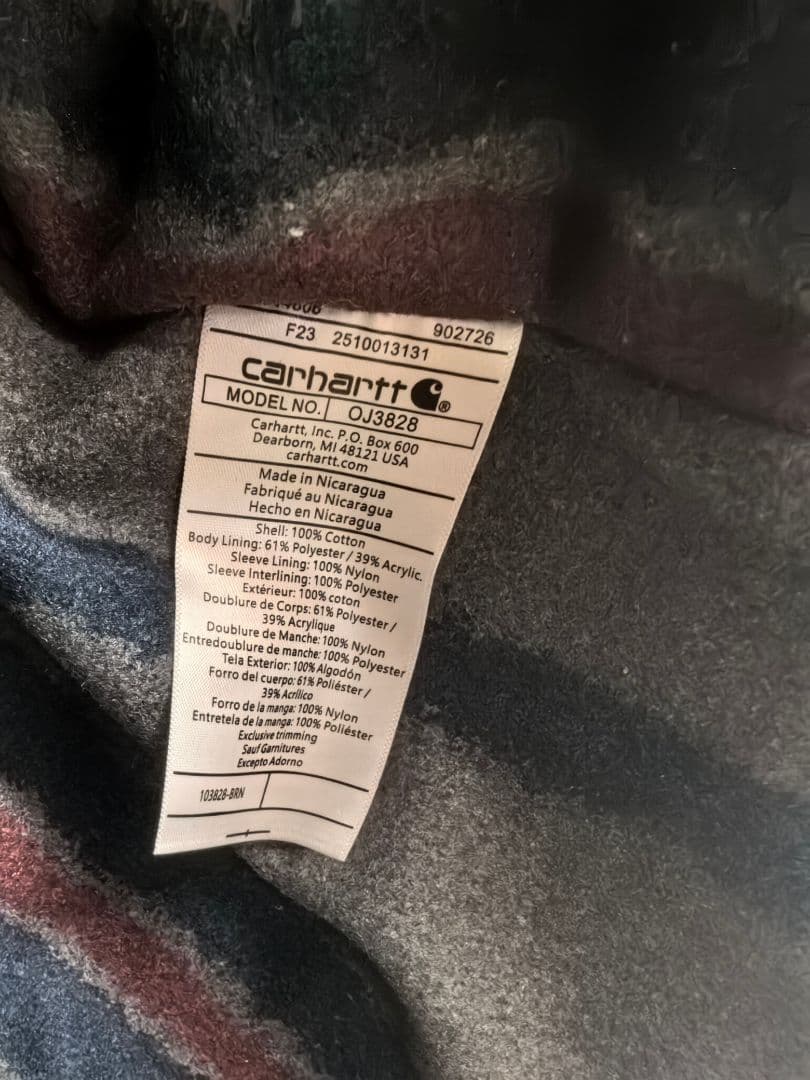 902726
F23 2510013131
carhartt ®
MODEL NO. OJ3828
Carhartt, Inc. P.O. Box 600
Dearborn, MI 48121 USA
carhartt.com
Made in Nicaragua
Fabriqué au Nicaragua
Hecho en Nicaragua
Shell: 100% Cotton
Body Lining: 61% Polyester / 39% Acrylic.
Sleeve Lining: 100% Nylon
Sleeve Interlining: 100% Polyester
Extérieur: 100% coton
Doublure de Corps: 61% Polyester /
39% Acrylique
Doublure de Manche: 100% Nylon
Entredoublure de manche: 100% Polyester
Tela Exterior: 100% Algodón
Forro del cuerpo: 61% Poliéster /
39% Acrílico
Forro de la manga: 100% Nylon
Entretela de la manga: 100% Poliéster
Exclusive trimming
Sauf Garnitures
Excepto Adorno
103828-BRN